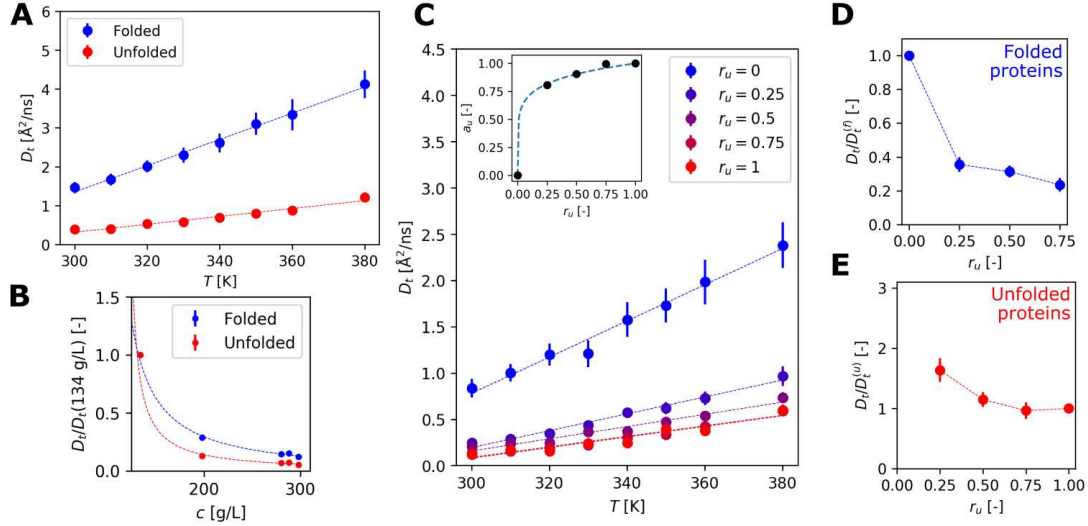 A
Folded
Unfolded
D_t [Å²/ns]
6
5
4
3
2
1
0
300 320 340 360 380
T [K]
B
Folded
Unfolded
D_t/D_t(134 g/L) [-]
1.5
1.0
0.5
0.0
200 300
c [g/L]
C
D_t [Å²/ns]
4.5
4.0
3.5
3.0
2.5
2.0
1.5
1.0
0.5
0.0
300 320 340 360 380
T [K]
a_u [-]
1.00
0.75
0.50
0.25
0.00
0.00 0.25 0.50 0.75 1.00
r_u [-]
r_u = 0
r_u = 0.25
r_u = 0.5
r_u = 0.75
r_u = 1
D
Folded
proteins
D_t/D_t^(f) [-]
1.0
0.8
0.6
0.4
0.2
0.0
0.00 0.25 0.50 0.75
r_u [-]
E
Unfolded
proteins
D_t/D_t^(u) [-]
3
2
1
0
0.00 0.25 0.50 0.75 1.00
r_u [-]